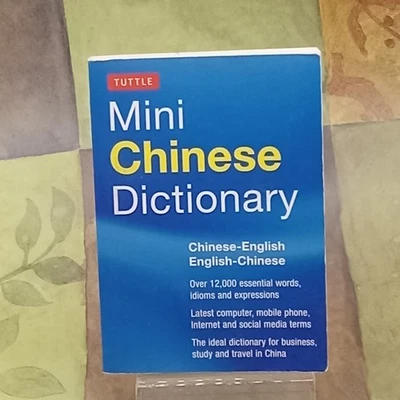 TUTTLE
Mini
Chinese
Dictionary
Chinese-English
English-Chinese
Over 12,000 essential words,
idioms and expressions
Latest computer, mobile phone,
Internet and social media terms
The ideal dictionary for business,
study and travel in China